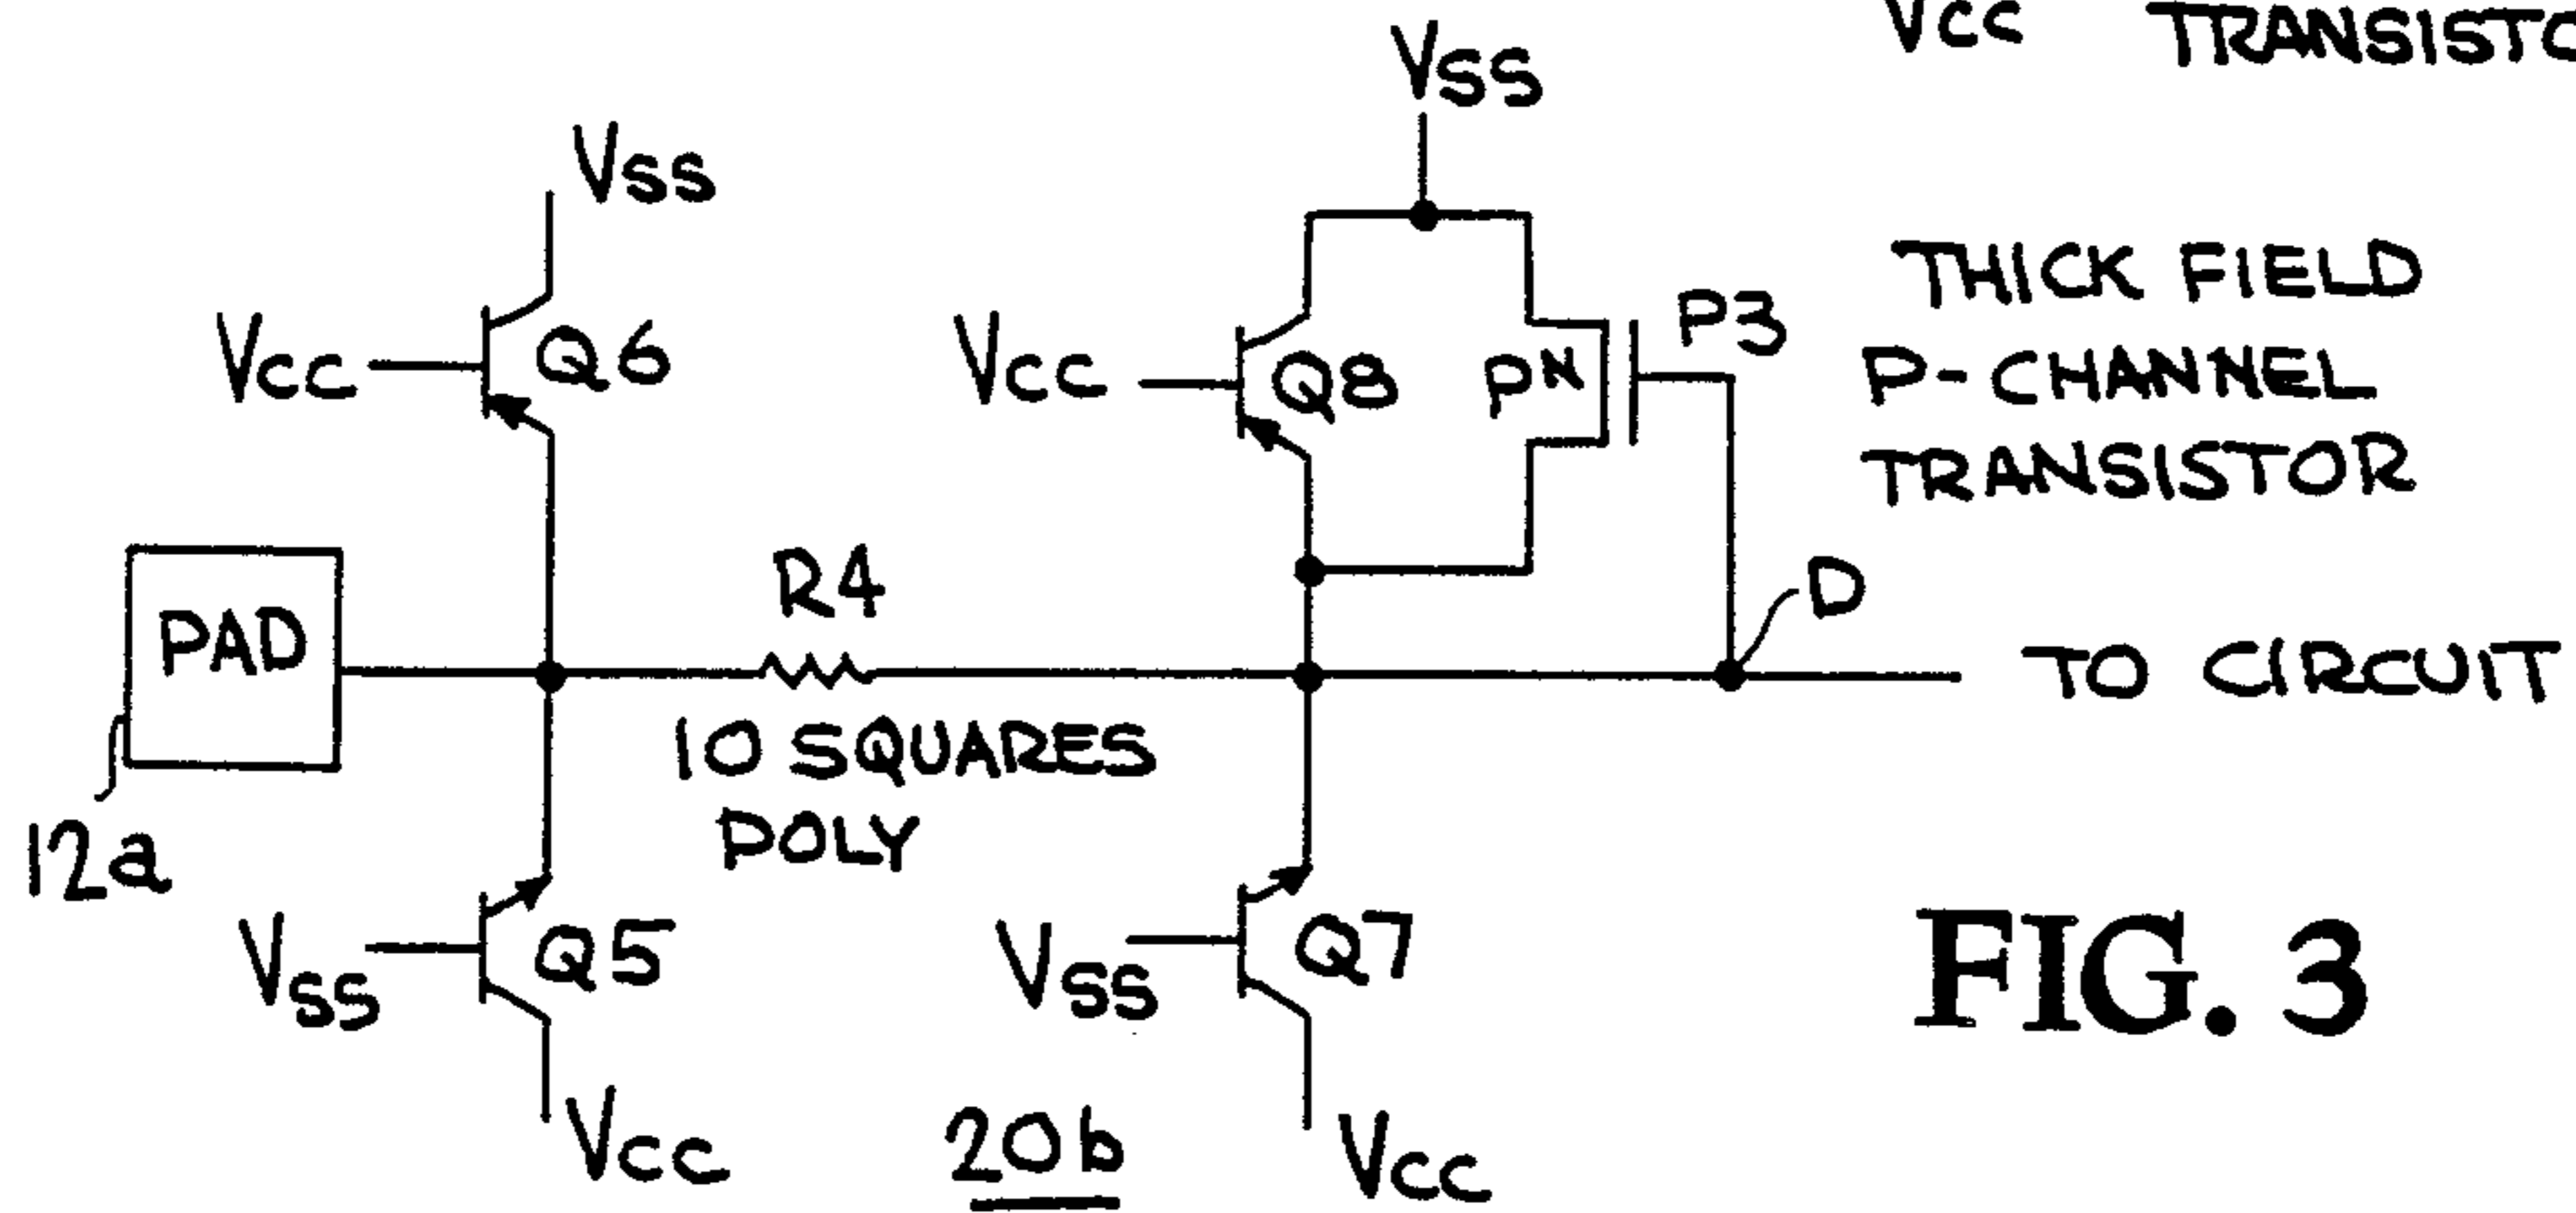 VCC TRANSISTO
VSS
VSS
VCC
Q6
VCC
Q8
PN
P3
THICK FIELD
P-CHANNEL
TRANSISTOR
PAD
12a
R4
10 SQUARES
POLY
D
TO CIRCUIT
VSS
Q5
VCC
VSS
Q7
VCC
20b
FIG. 3